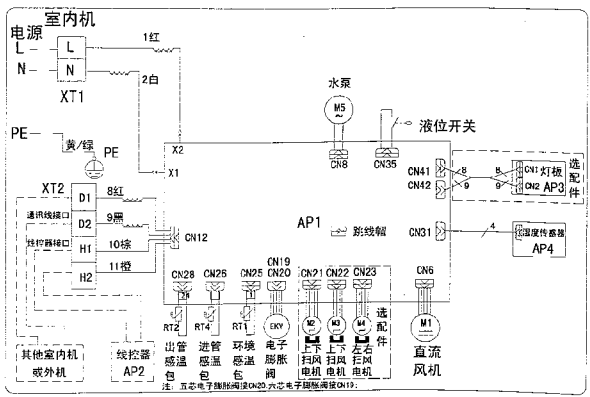 室内机
电源
L
L
N
N
XT1
1红
2白
PE
黄/绿
PE
X2
X1
水泵
M5
~
CN8
液位开关
CN35
CN41
CN42
8
9
8
9
CN1 灯板
CN2 AP3
选配件
AP1
跳线帽
CN31
4
湿度传感器
AP4
XT2
D1
8红
通讯线接口
D2
9黑
线控器接口
H1
10棕
H2
11橙
CN12
CN28
CN26
CN25
CN19
CN20
CN21
CN22
CN23
CN6
RT2
RT4
RT1
EKV
M2
M3
M4
M1
选配件
出管感温包
进管感温包
环境感温包
电子膨胀阀
上下扫风电机
上下扫风电机
左右扫风电机
直流风机
其他室内机或外机
线控器
AP2
注: 五芯电子膨胀阀接CN20,六芯电子膨胀阀接CN19;